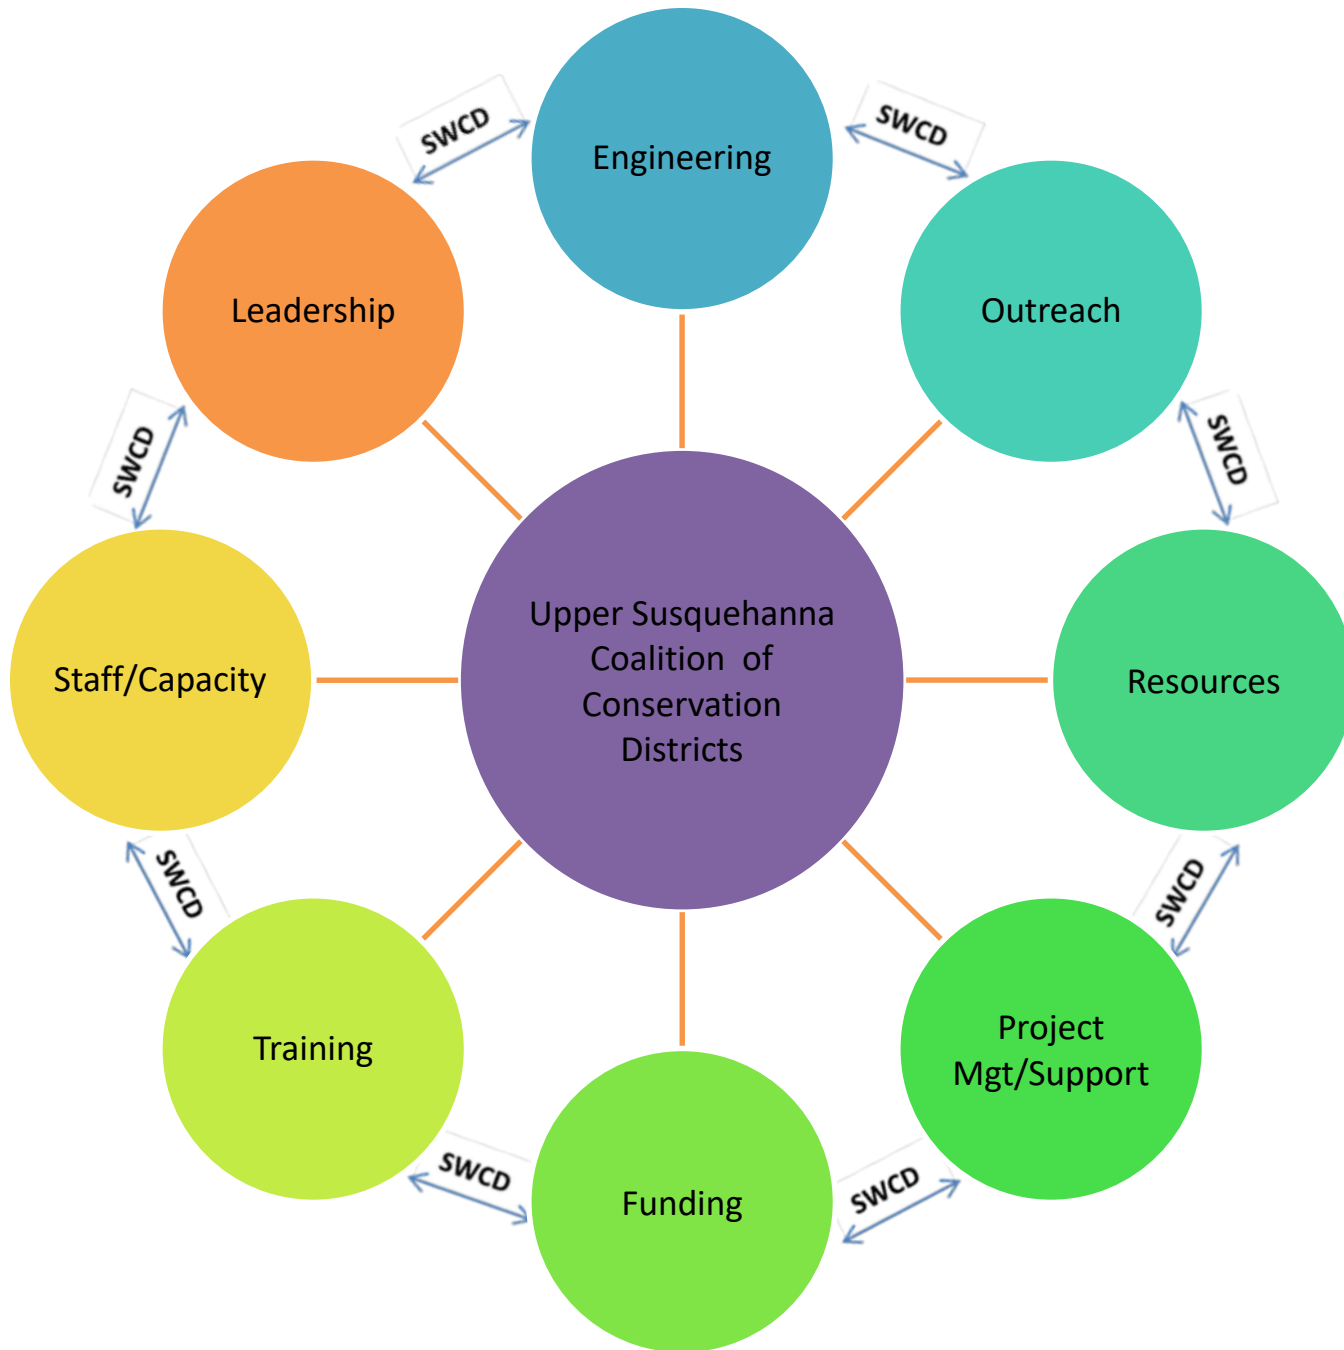 Engineering
SWCD
Outreach
SWCD
Resources
SWCD
Project
Mgt/Support
SWCD
Funding
SWCD
Training
SWCD
Staff/Capacity
SWCD
Leadership
SWCD
Upper Susquehanna
Coalition of
Conservation
Districts